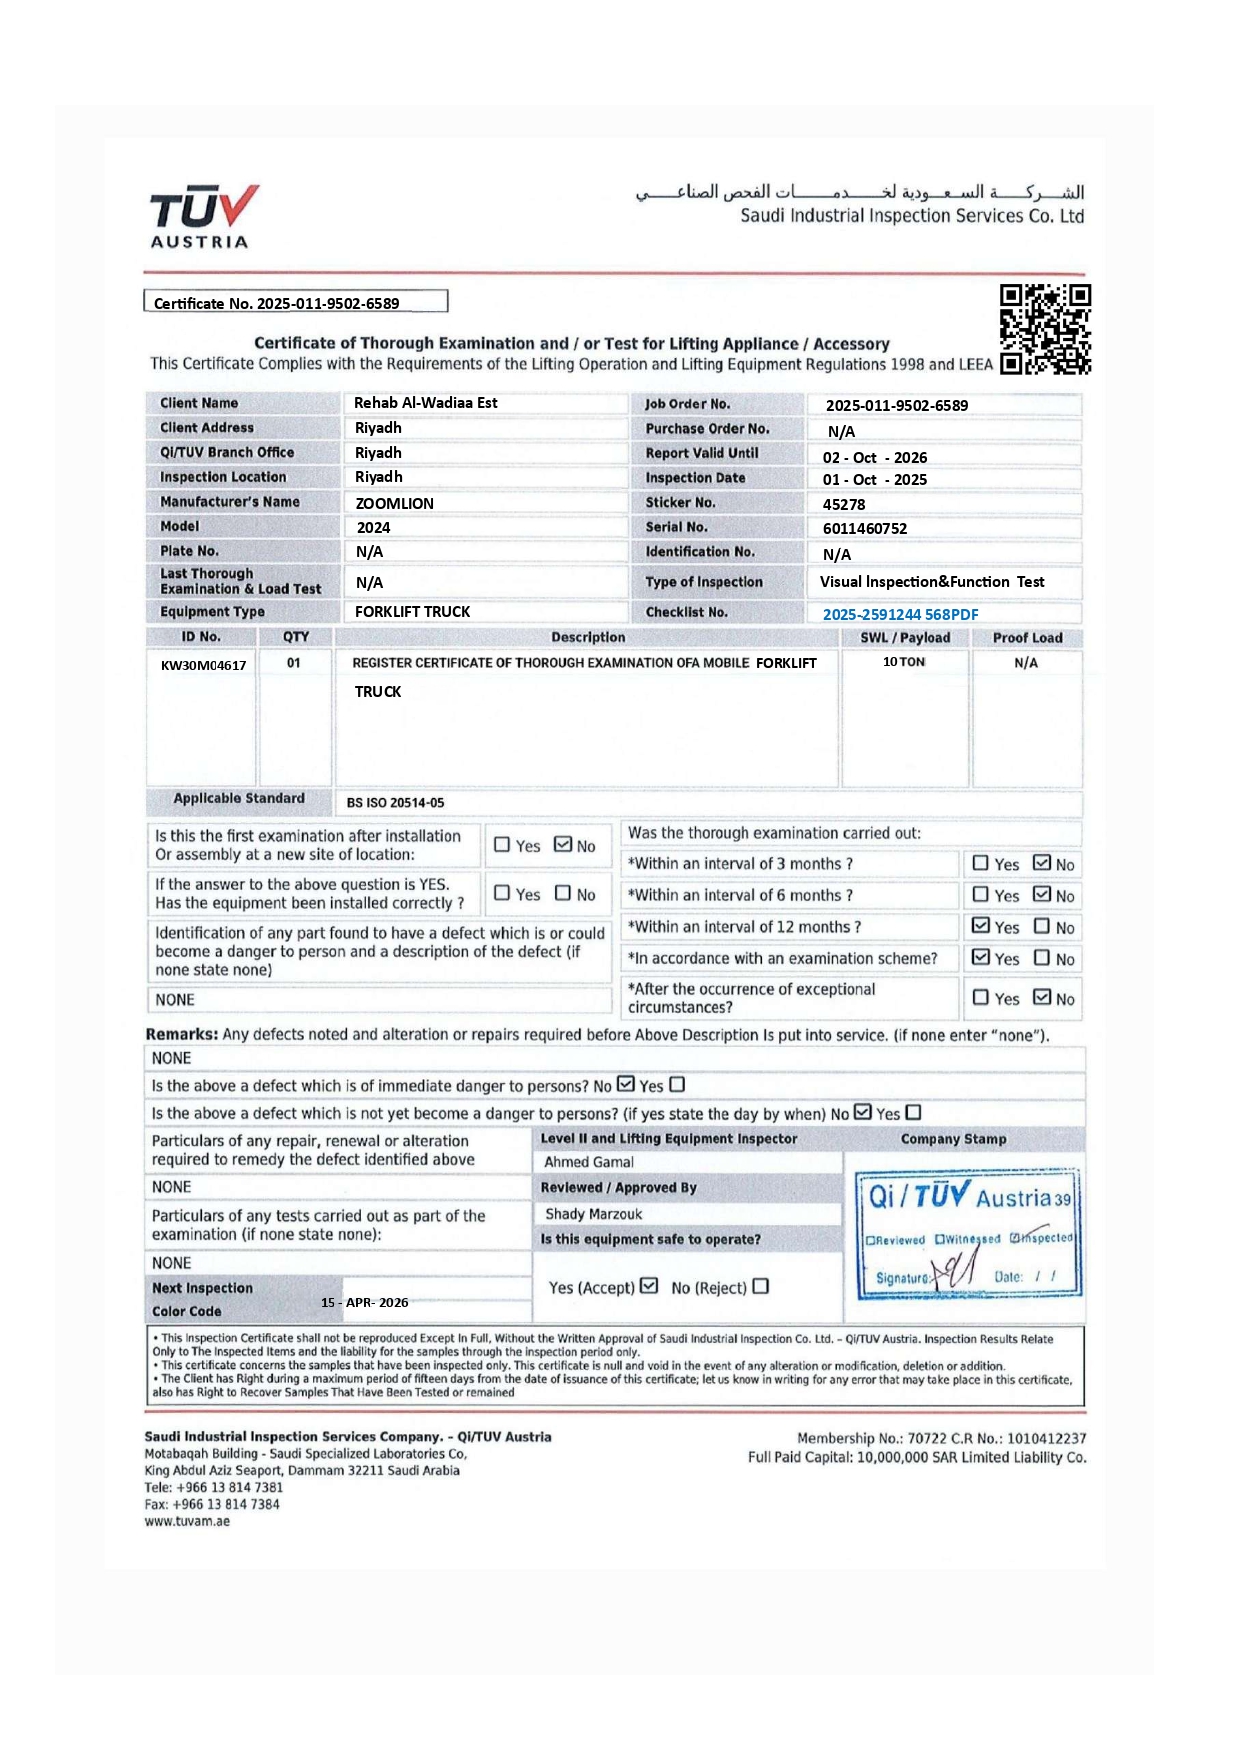 TÜV
AUSTRIA
الشركة السعودية لخدمات الفحص الصناعي
Saudi Industrial Inspection Services Co. Ltd
Certificate No. 2025-011-9502-6589
Certificate of Thorough Examination and / or Test for Lifting Appliance / Accessory
This Certificate Complies with the Requirements of the Lifting Operation and Lifting Equipment Regulations 1998 and LEEA
Client Name Rehab Al-Wadiaa Est Job Order No. 2025-011-9502-6589
Client Address Riyadh Purchase Order No. N/A
Qi/TUV Branch Office Riyadh Report Valid Until 02 - Oct - 2026
Inspection Location Riyadh Inspection Date 01 - Oct - 2025
Manufacturer's Name ZOOMLION Sticker No. 45278
Model 2024 Serial No. 6011460752
Plate No. N/A Identification No. N/A
Last Thorough
Examination & Load Test N/A Type of Inspection Visual Inspection&Function Test
Equipment Type FORKLIFT TRUCK Checklist No. 2025-2591244 568PDF
ID No. QTY Description SWL / Payload Proof Load
KW30M04617 01 REGISTER CERTIFICATE OF THOROUGH EXAMINATION OFA MOBILE FORKLIFT 10 TON N/A
TRUCK
Applicable Standard BS ISO 20514-05
Is this the first examination after installation
Or assembly at a new site of location: Yes No
If the answer to the above question is YES.
Has the equipment been installed correctly ? Yes No
Identification of any part found to have a defect which is or could
become a danger to person and a description of the defect (if
none state none)
NONE
Was the thorough examination carried out:
*Within an interval of 3 months ? Yes No
*Within an interval of 6 months ? Yes No
*Within an interval of 12 months ? Yes No
*In accordance with an examination scheme? Yes No
*After the occurrence of exceptional
circumstances? Yes No
Remarks: Any defects noted and alteration or repairs required before Above Description Is put into service. (if none enter "none").
NONE
Is the above a defect which is of immediate danger to persons? No Yes
Is the above a defect which is not yet become a danger to persons? (if yes state the day by when) No Yes
Particulars of any repair, renewal or alteration
required to remedy the defect identified above
NONE
Particulars of any tests carried out as part of the
examination (if none state none):
NONE
Next Inspection
Color Code 15 - APR- 2026
Level II and Lifting Equipment Inspector
Ahmed Gamal
Reviewed / Approved By
Shady Marzouk
Is this equipment safe to operate?
Yes (Accept) No (Reject)
Company Stamp
Qi / TÜV Austria 39
Reviewed Witnessed Inspected
Signature: Date: / /
• This Inspection Certificate shall not be reproduced Except In Full, Without the Written Approval of Saudi Industrial Inspection Co. Ltd. - Qi/TUV Austria. Inspection Results Relate
Only to The Inspected Items and the liability for the samples through the inspection period only.
• This certificate concerns the samples that have been inspected only. This certificate is null and void in the event of any alteration or modification, deletion or addition.
• The Client has Right during a maximum period of fifteen days from the date of issuance of this certificate; let us know in writing for any error that may take place in this certificate,
also has Right to Recover Samples That Have Been Tested or remained
Saudi Industrial Inspection Services Company. - Qi/TUV Austria
Motabaqah Building - Saudi Specialized Laboratories Co,
King Abdul Aziz Seaport, Dammam 32211 Saudi Arabia
Tele: +966 13 814 7381
Fax: +966 13 814 7384
www.tuvam.ae
Membership No.: 70722 C.R No.: 1010412237
Full Paid Capital: 10,000,000 SAR Limited Liability Co.